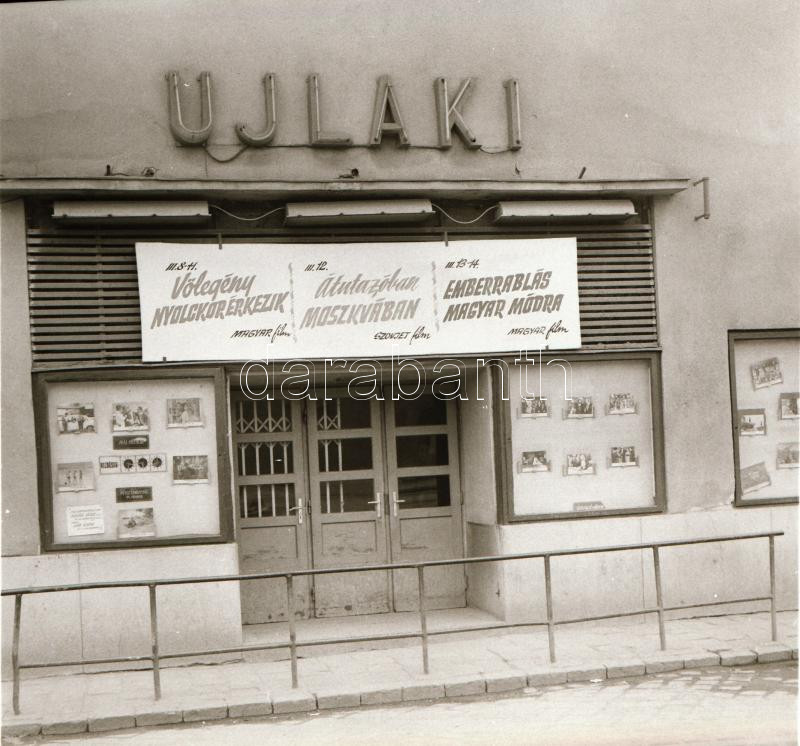 UJLAKI
III. 8-11.
Vőlegény
NYOLCKOR ÉRKEZIK
MAGYAR film
III. 12.
Átutazóban
MOSZKVÁBAN
SZOVJET film
III. 13-14.
EMBERRABLÁS
MAGYAR MÓDRA
MAGYAR film
darabanth